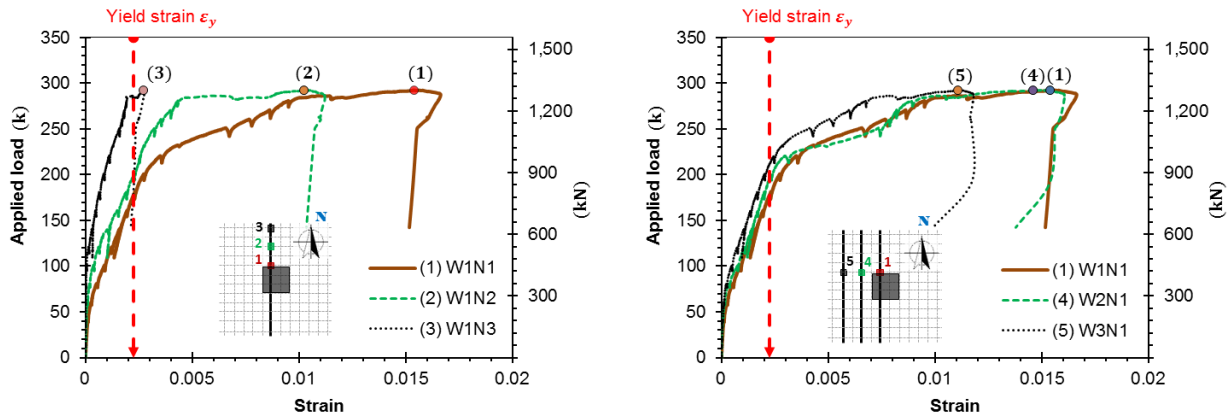 Yield strain εy
350
300
250
200
150
100
50
0
Applied load (k)
1,500
1,200
900
600
300
(kN)
(3)
(2)
(1)
N
3
2
1
(1) W1N1
(2) W1N2
(3) W1N3
0
0.005
0.01
0.015
0.02
Strain
Yield strain εy
350
300
250
200
150
100
50
0
Applied load (k)
1,500
1,200
900
600
300
(kN)
(5)
(4) (1)
N
5 4 1
(1) W1N1
(4) W2N1
(5) W3N1
0
0.005
0.01
0.015
0.02
Strain